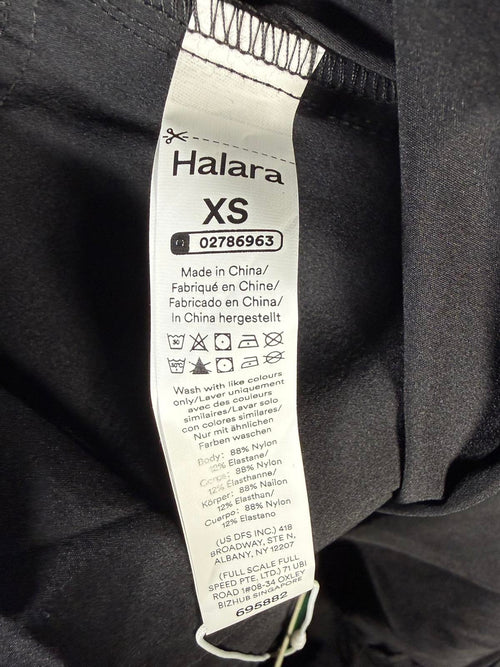 Halara
XS
02786963
Made in China/
Fabriqué en Chine/
Fabricado en China/
In China hergestellt
30
30°C
Wash with like colours
only/Laver uniquement
avec des couleurs
similaires/Lavar solo
con colores similares/
Nur mit ähnlichen
Farben waschen
Body: 88% Nylon
12% Elastane/
Corps: 88% Nylon
12% Élasthanne/
Körper: 88% Nailon
12% Elasthan/
Cuerpo: 88% Nylon
12% Elastano
(US DFS INC.) 418
BROADWAY, STE N,
ALBANY, NY 12207
(FULL SCALE FULL
SPEED PTE. LTD.) 71 UBI
ROAD 1#08-34 OXLEY
BIZHUB SINGAPORE
695882